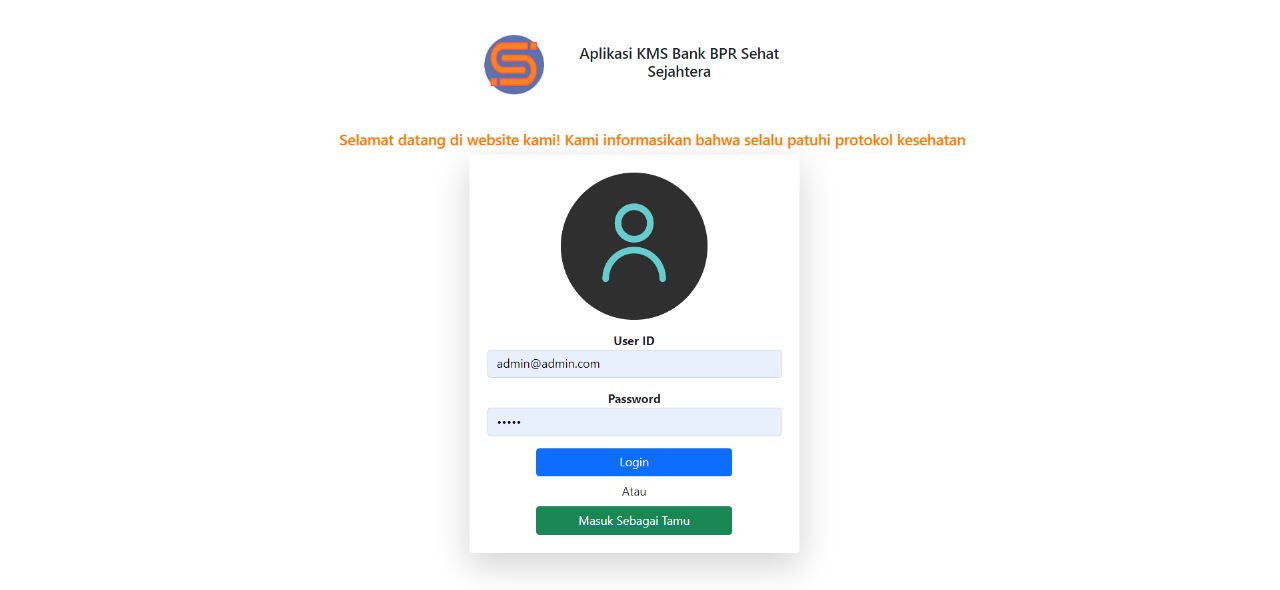 Aplikasi KMS Bank BPR Sehat
Sejahtera
Selamat datang di website kami! Kami informasikan bahwa selalu patuhi protokol kesehatan
User ID
admin@admin.com
Password
•••••
Login
Atau
Masuk Sebagai Tamu